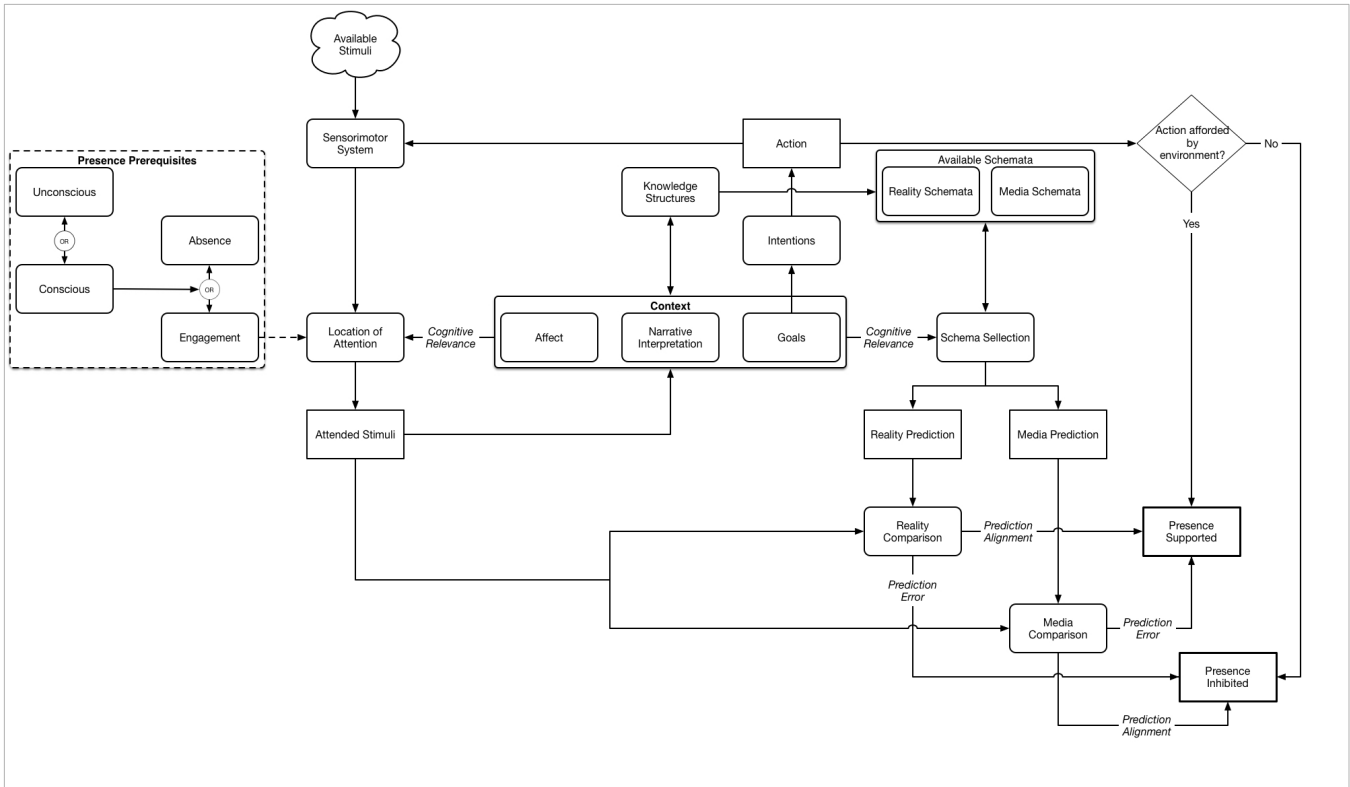 Available
Stimuli
Sensorimotor
System
Action
Action afforded
by
environment?
No
Yes
Presence Prerequisites
Unconscious
OR
Conscious
Absence
OR
Engagement
Knowledge
Structures
Intentions
Available Schemata
Reality Schemata
Media Schemata
Location of
Attention
Cognitive
Relevance
Context
Affect
Narrative
Interpretation
Goals
Cognitive
Relevance
Schema Sellection
Attended Stimuli
Reality Prediction
Media Prediction
Reality
Comparison
Prediction
Alignment
Presence
Supported
Prediction
Error
Media
Comparison
Prediction
Error
Presence
Inhibited
Prediction
Alignment